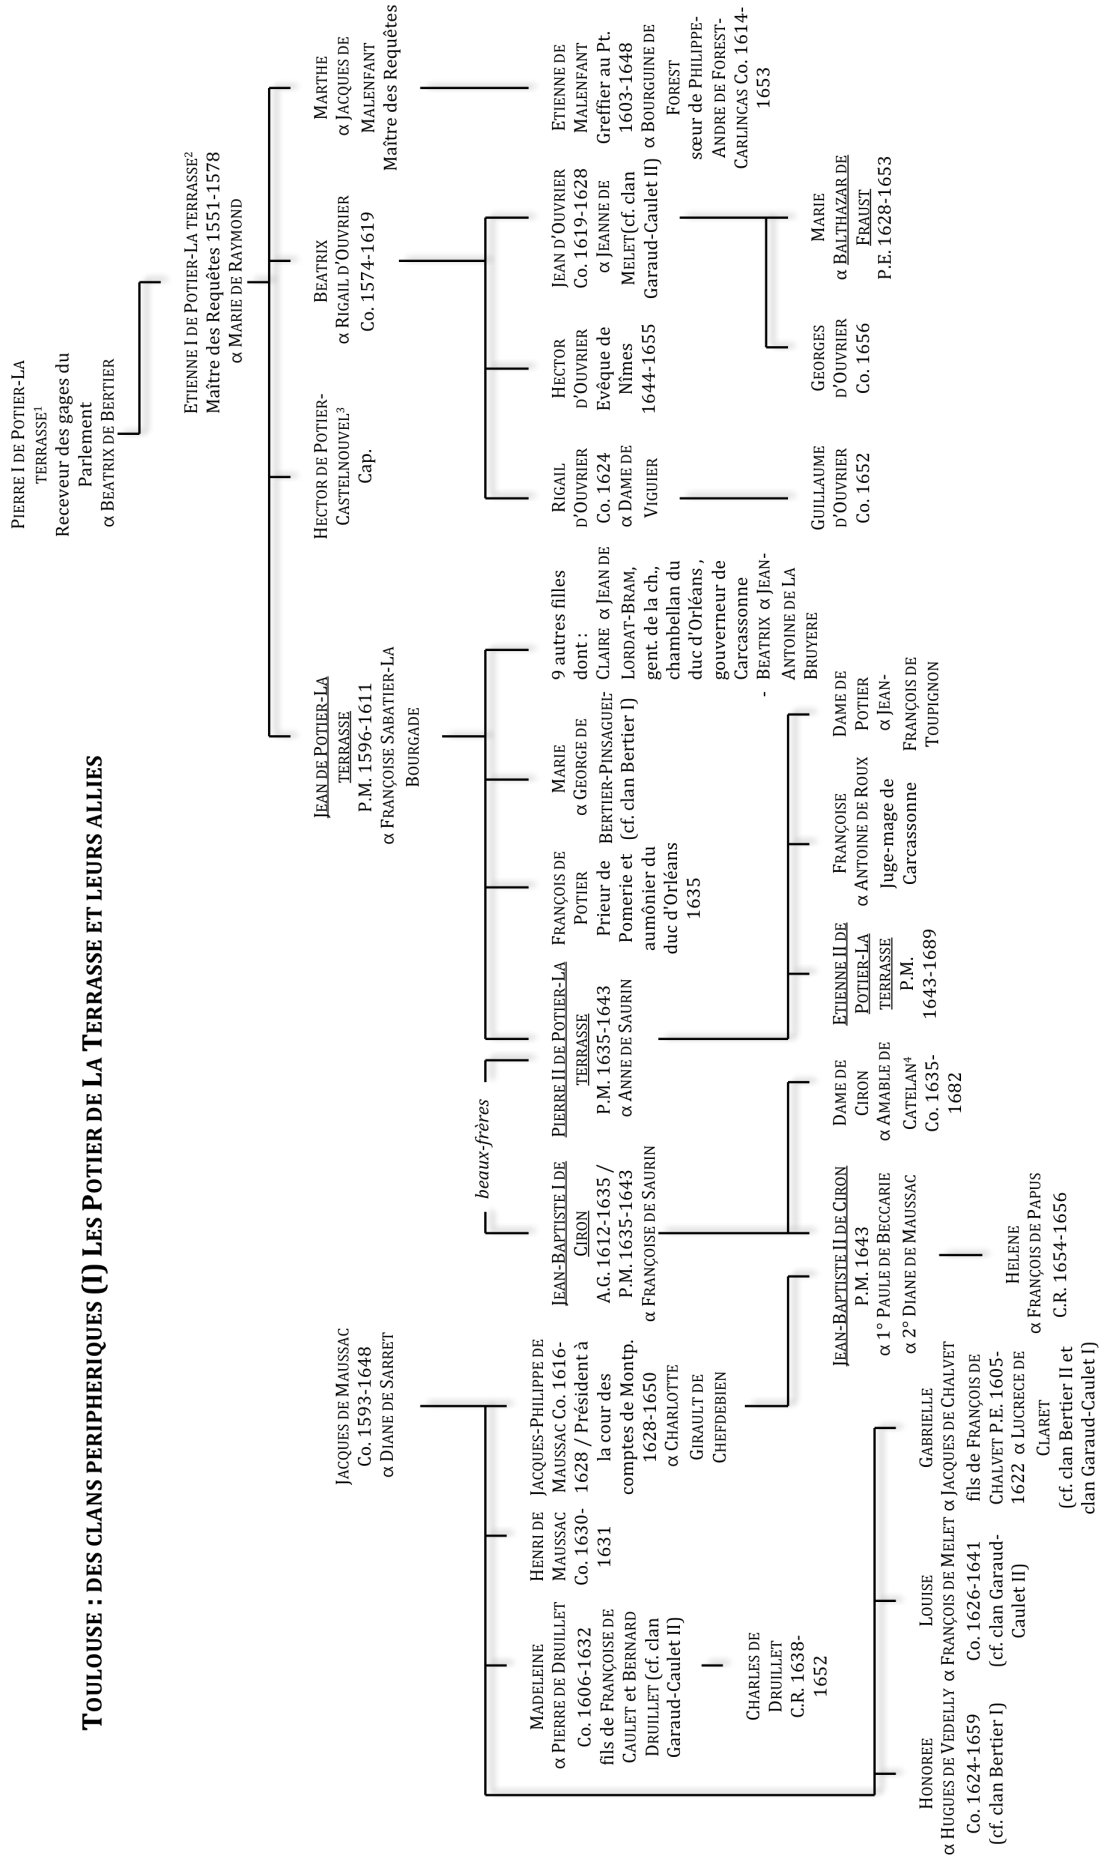 TOULOUSE : DES CLANS PERIPHERIQUES (I) LES POTIER DE LA TERRASSE ET LEURS ALLIES
PIERRE I DE POTIER-LA
TERRASSE1
Receveur des gages du
Parlement
α BEATRIX DE BERTIER
ETIENNE I DE POTIER-LA TERRASSE2
Maître des Requêtes 1551-1578
α MARIE DE RAYMOND
JACQUES DE MAUSSAC
Co. 1593-1648
α DIANE DE SARRET
JEAN DE POTIER-LA
TERRASSE
P.M. 1596-1611
α FRANÇOISE SABATIER-LA
BOURGADE
HECTOR DE POTIER-
CASTELNOUVEL3
Cap.
BEATRIX
α RIGAIL D'OUVRIER
Co. 1574-1619
MARTHE
α JACQUES DE
MALENFANT
Maître des Requêtes
beaux-frères
MADELEINE
α PIERRE DE DRUILLET
Co. 1606-1632
fils de FRANÇOISE DE
CAULET et BERNARD
DRUILLET (cf. clan
Garaud-Caulet II)
HENRI DE
MAUSSAC
Co. 1630-
1631
JACQUES-PHILIPPE DE
MAUSSAC Co. 1616-
1628 / Président à
la cour des
comptes de Montp.
1628-1650
α CHARLOTTE
GIRAULT DE
CHEFDEBIEN
JEAN-BAPTISTE I DE
CIRON
A.G. 1612-1635 /
P.M. 1635-1643
α FRANÇOISE DE SAURIN
PIERRE II DE POTIER-LA
TERRASSE
P.M. 1635-1643
α ANNE DE SAURIN
FRANÇOIS DE
POTIER
Prieur de
Pomerie et
aumônier du
duc d'Orléans
1635
MARIE
α GEORGE DE
BERTIER-PINSAGUEL
(cf. clan Bertier I)
9 autres filles
dont :
- CLAIRE α JEAN DE
LORDAT-BRAM,
gent. de la ch.,
chambellan du
duc d'Orléans ,
gouverneur de
Carcassonne
- BEATRIX α JEAN-
ANTOINE DE LA
BRUYERE
RIGAIL
D'OUVRIER
Co. 1624
α DAME DE
VIGUIER
HECTOR
D'OUVRIER
Evêque de
Nîmes
1644-1655
JEAN D'OUVRIER
Co. 1619-1628
α JEANNE DE
MELET(cf. clan
Garaud-Caulet II)
ETIENNE DE
MALENFANT
Greffier au Pt.
1603-1648
α BOURGUINE DE
FOREST
sœur de PHILIPPE-
ANDRE DE FOREST-
CARLINCAS Co. 1614-
1653
CHARLES DE
DRUILLET
C.R. 1638-
1652
JEAN-BAPTISTE II DE CIRON
P.M. 1643
α 1° PAULE DE BECCARIE
α 2° DIANE DE MAUSSAC
DAME DE
CIRON
α AMABLE DE
CATELAN4
Co. 1635-
1682
ETIENNE II DE
POTIER-LA
TERRASSE
P.M.
1643-1689
FRANÇOISE
α ANTOINE DE ROUX
Juge-mage de
Carcassonne
DAME DE
POTIER
α JEAN-
FRANÇOIS DE
TOUPIGNON
GUILLAUME
D'OUVRIER
Co. 1652
GEORGES
D'OUVRIER
Co. 1656
MARIE
α BALTHAZAR DE
FRAUST
P.E. 1628-1653
HONOREE
α HUGUES DE VEDELLY
Co. 1624-1659
(cf. clan Bertier I)
LOUISE
α FRANÇOIS DE MELET
Co. 1626-1641
(cf. clan Garaud-
Caulet II)
GABRIELLE
α JACQUES DE CHALVET
fils de FRANÇOIS DE
CHALVET P.E. 1605-
1622 α LUCRECE DE
CLARET
(cf. clan Bertier II et
clan Garaud-Caulet I)
HELENE
α FRANÇOIS DE PAPUS
C.R. 1654-1656